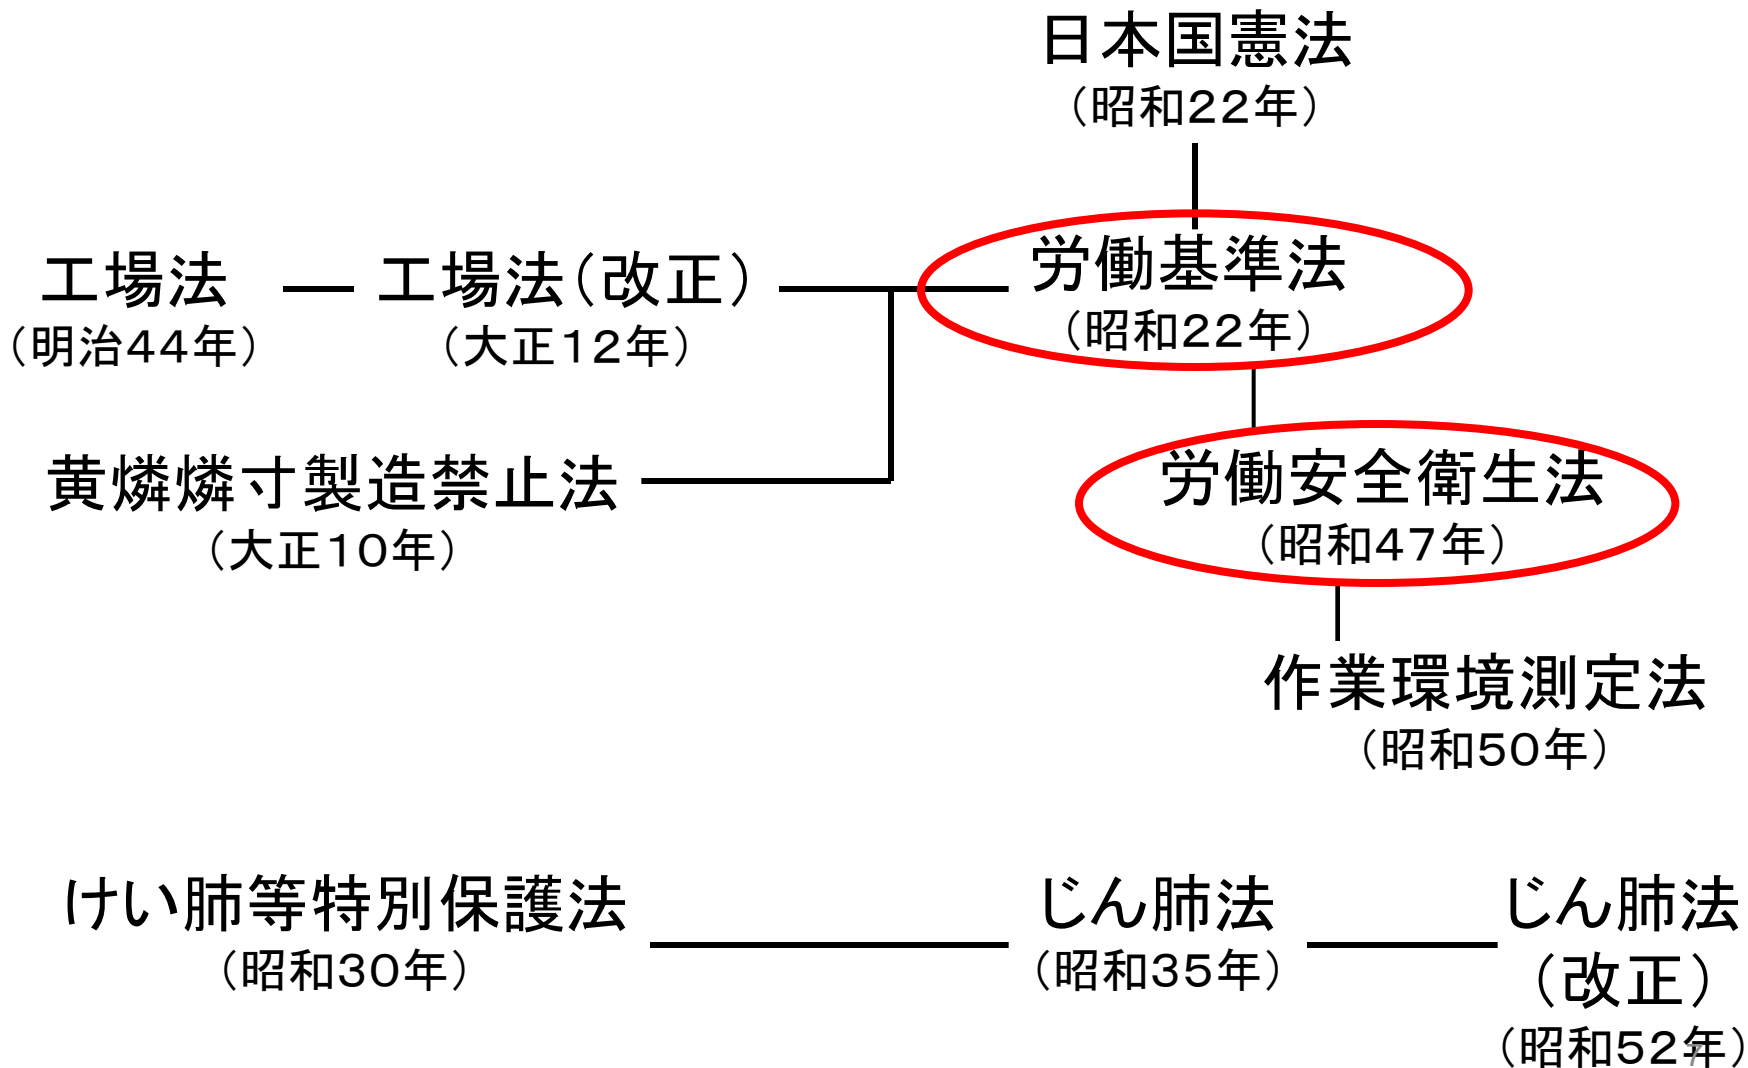 日本国憲法
（昭和22年）
工場法
（明治44年）
工場法（改正）
（大正12年）
労働基準法
（昭和22年）
黄燐燐寸製造禁止法
（大正10年）
労働安全衛生法
（昭和47年）
作業環境測定法
（昭和50年）
けい肺等特別保護法
（昭和30年）
じん肺法
（昭和35年）
じん肺法
（改正）
（昭和52年）
7